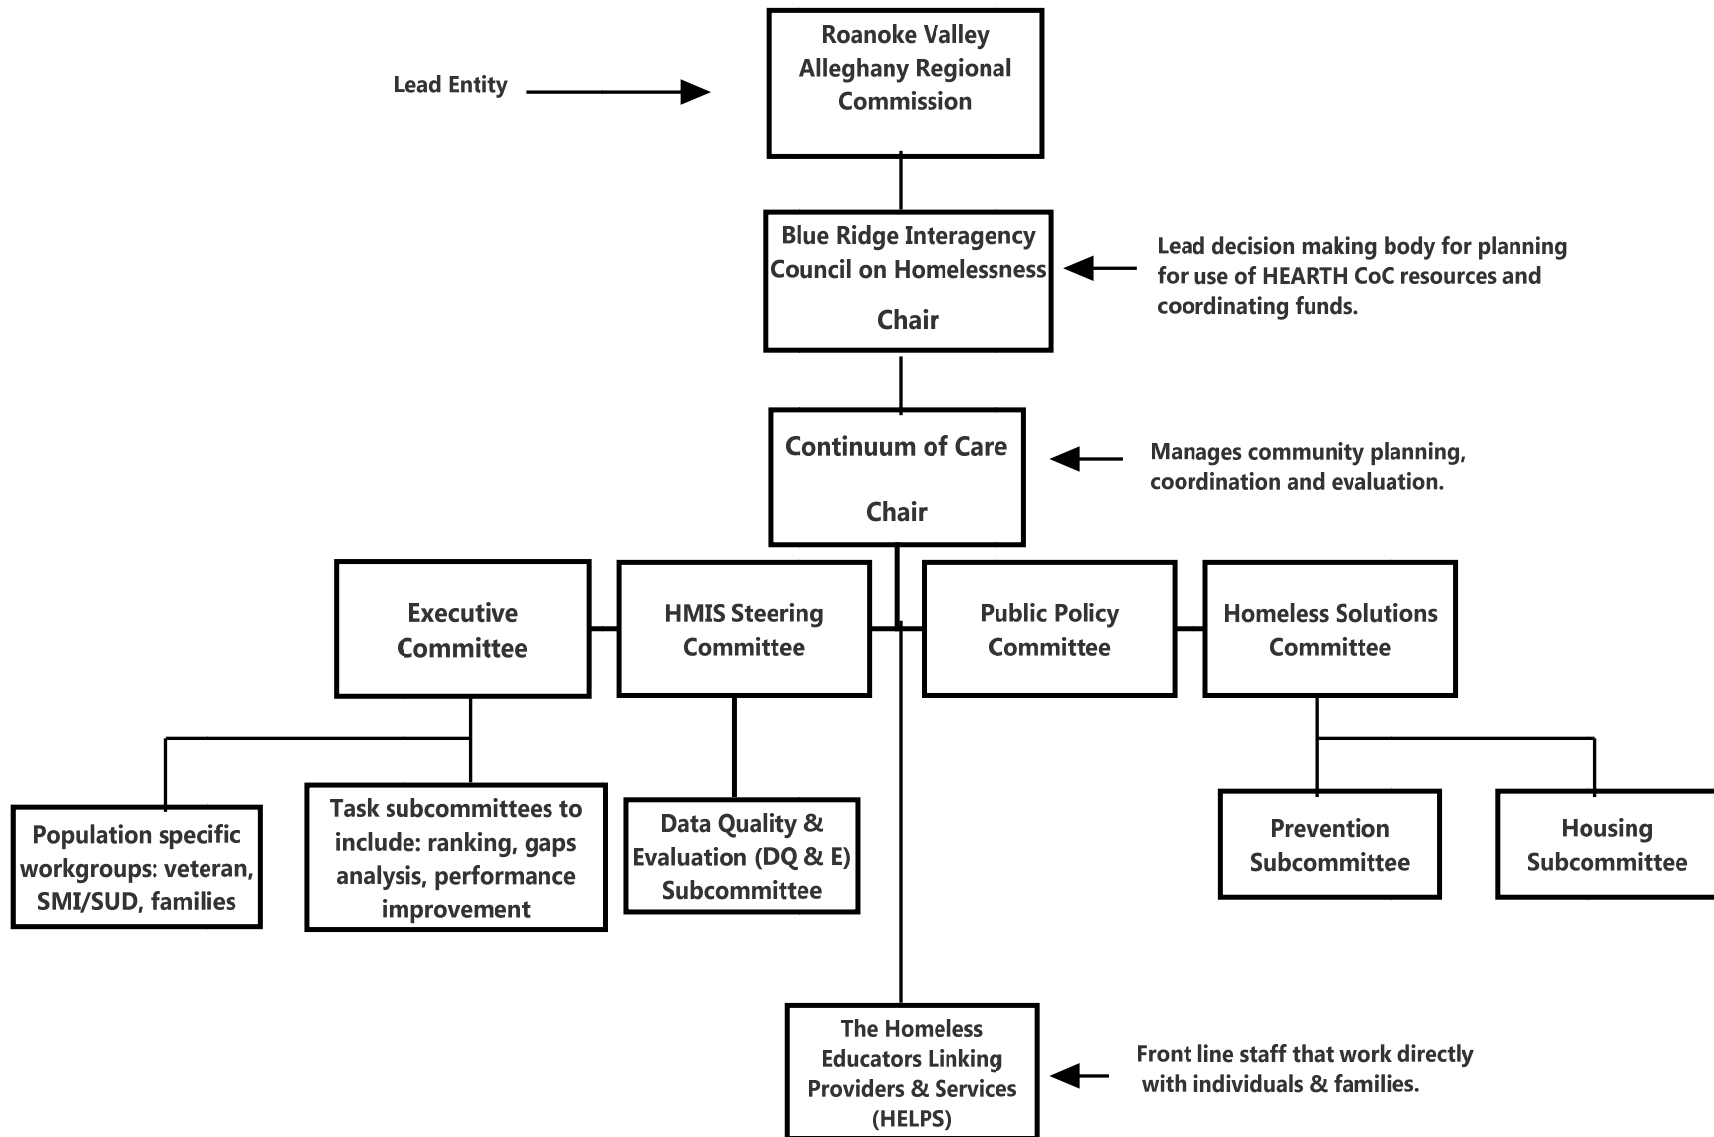 Roanoke Valley
Alleghany Regional
Commission
Lead Entity
Blue Ridge Interagency
Council on Homelessness
Chair
Lead decision making body for planning
for use of HEARTH CoC resources and
coordinating funds.
Continuum of Care
Chair
Manages community planning,
coordination and evaluation.
Executive
Committee
HMIS Steering
Committee
Public Policy
Committee
Homeless Solutions
Committee
Population specific
workgroups: veteran,
SMI/SUD, families
Task subcommittees to
include: ranking, gaps
analysis, performance
improvement
Data Quality &
Evaluation (DQ & E)
Subcommittee
Prevention
Subcommittee
Housing
Subcommittee
The Homeless
Educators Linking
Providers & Services
(HELPS)
Front line staff that work directly
with individuals & families.